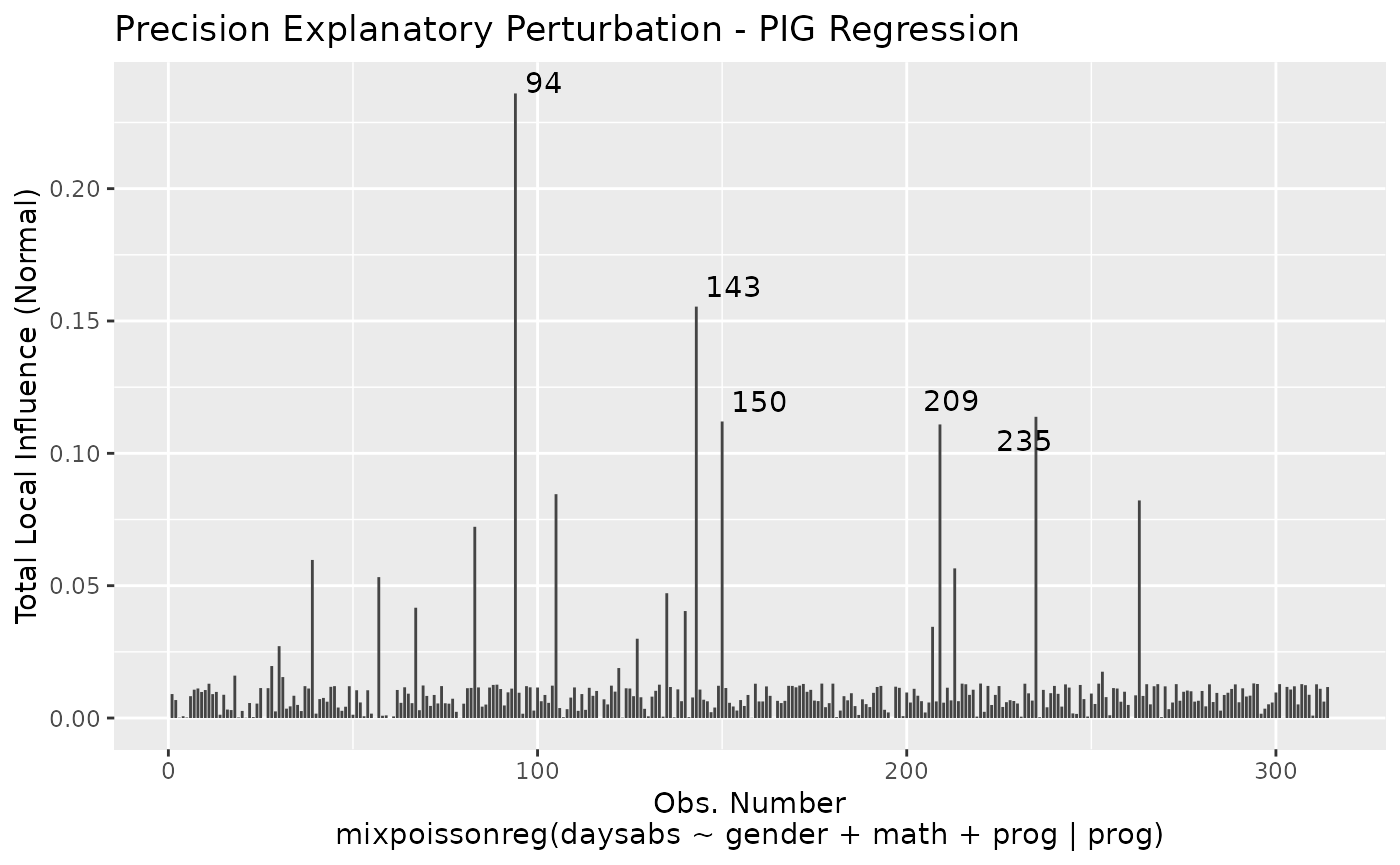 Precision Explanatory Perturbation - PIG Regression
94
0.20
143
0.15
150
209
235
0.10
0.05
0.00
Total Local Influence (Normal)
0 100 200 300
Obs. Number
mixpoissonreg(daysabs ~ gender + math + prog | prog)